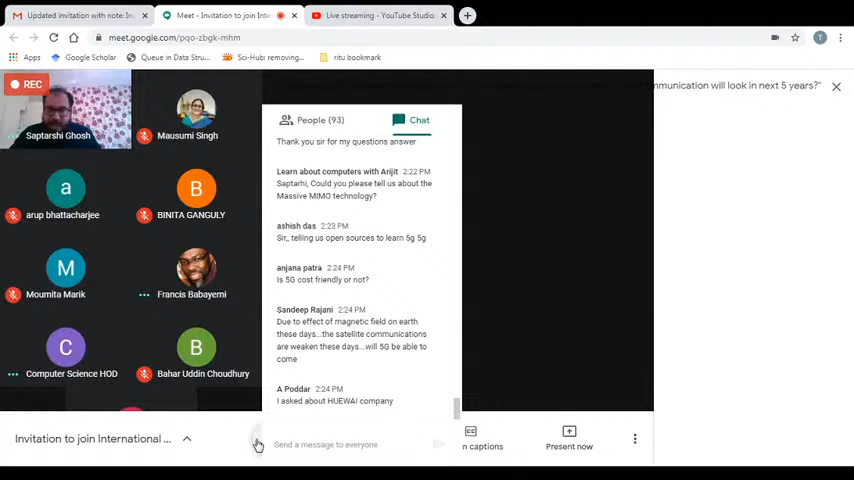 Updated invitation with note: In
Meet - Invitation to join Inter
Live streaming - YouTube Studio
meet.google.com/pqo-zbgk-mhm
T
Apps
Google Scholar
Queue in Data Stru...
Sci-Hub: removing...
ritu bookmark
REC
mmunication will look in next 5 years?"
People (93)
Chat
Thank you sir for my questions answer
Learn about computers with Arijit 2:22 PM
Saptarhi, Could you please tell us about the
Massive MIMO technology?
ashish das 2:23 PM
Sir,, telling us open sources to learn 5g 5g
anjana patra 2:24 PM
Is 5G cost friendly or not?
Sandeep Rajani 2:24 PM
Due to effect of magnetic field on earth
these days...the satellite communications
are weaken these days...will 5G be able to
come
A Poddar 2:24 PM
I asked about HUEWAI company
Send a message to everyone
Saptarshi Ghosh
Mausumi Singh
a
arup bhattacharjee
B
BINITA GANGULY
M
Moumita Marik
Francis Babayemi
C
Computer Science HOD
B
Bahar Uddin Choudhury
Invitation to join International ...
CC
n captions
Present now